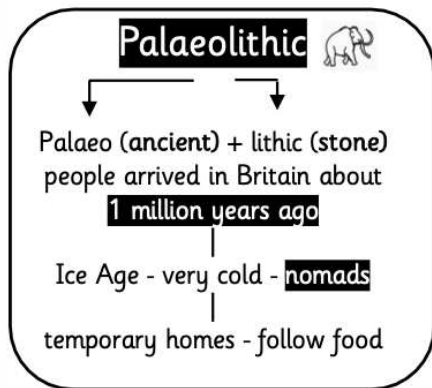 Palaeolithic
Palaeo (ancient) + lithic (stone)
people arrived in Britain about
1 million years ago
Ice Age - very cold - nomads
temporary homes - follow food